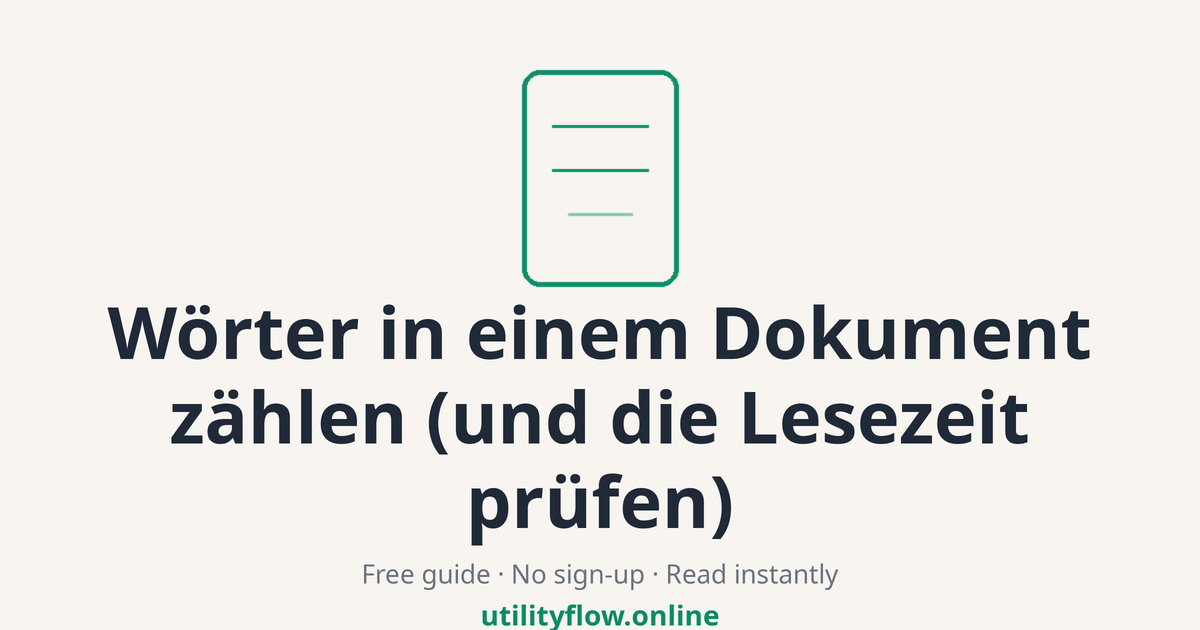 Wörter in einem Dokument
zählen (und die Lesezeit
prüfen)
Free guide · No sign-up · Read instantly
utilityflow.online